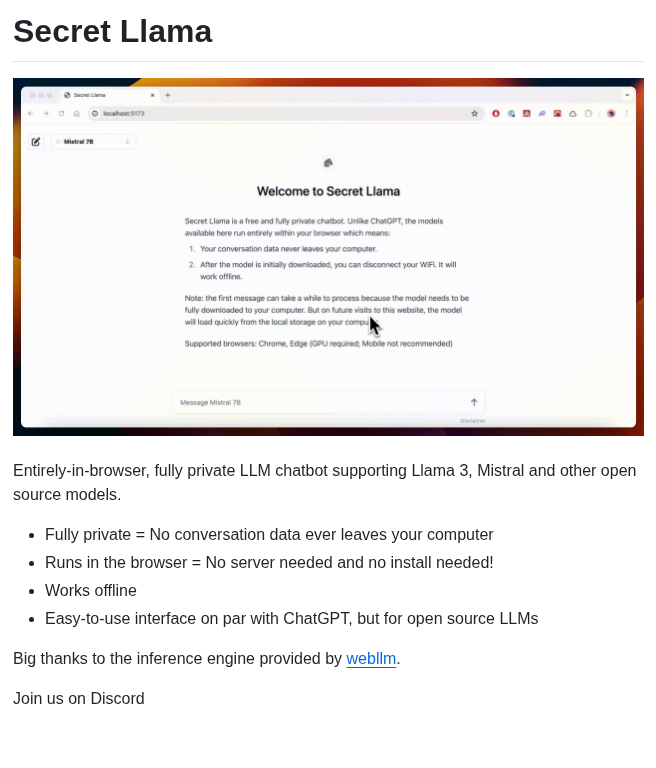 Secret Llama
Secret Llama
localhost:5173
Mistral 7B
Welcome to Secret Llama
Secret Llama is a free and fully private chatbot. Unlike ChatGPT, the models
available here run entirely within your browser which means:
1. Your conversation data never leaves your computer.
2. After the model is initially downloaded, you can disconnect your WiFi. It will
work offline.
Note: the first message can take a while to process because the model needs to be
fully downloaded to your computer. But on future visits to this website, the model
will load quickly from the local storage on your
Supported browsers: Chrome, Edge (GPU required; Mobile not recommended)
Message Mistral 7B
Disclaimer
Entirely-in-browser, fully private LLM chatbot supporting Llama 3, Mistral and other open
source models.
• Fully private = No conversation data ever leaves your computer
• Runs in the browser = No server needed and no install needed!
• Works offline
• Easy-to-use interface on par with ChatGPT, but for open source LLMs
Big thanks to the inference engine provided by webllm.
Join us on Discord